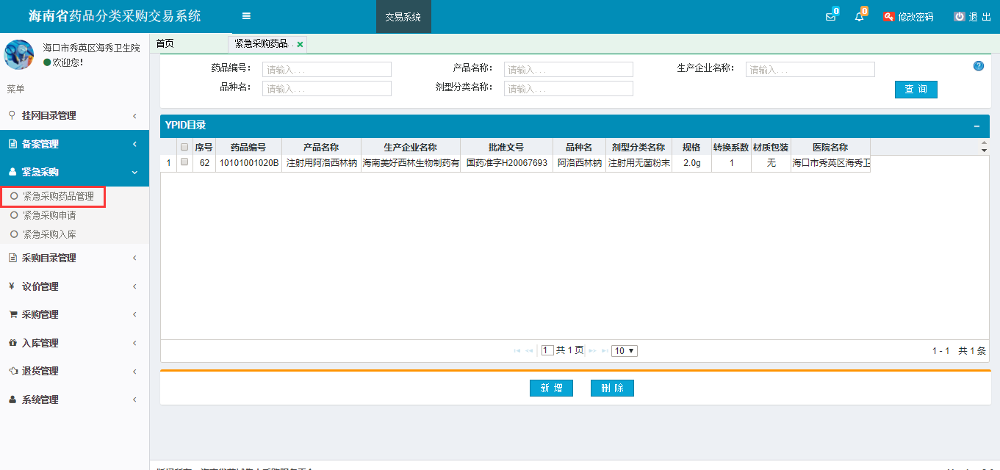 海南省药品分类采购交易系统
交易系统
0
0
修改密码
退 出
海口市秀英区海秀卫生院
欢迎您!
菜单
挂网目录管理
备案管理
紧急采购
紧急采购药品管理
紧急采购申请
紧急采购入库
采购目录管理
议价管理
采购管理
入库管理
退货管理
系统管理
首页
紧急采购药品..
药品编号: 请输入... 产品名称: 请输入... 生产企业名称: 请输入...
品种名: 请输入... 剂型分类名称: 请输入...
查 询
YPID目录
序号 药品编号 产品名称 生产企业名称 批准文号 品种名 剂型分类名称 规格 转换系数 材质包装 医院名称
1 62 10101001020B 注射用阿洛西林钠 海南美好西林生物制药有 国药准字H20067693 阿洛西林钠 注射用无菌粉末 2.0g 1 无 海口市秀英区海秀卫
1 共 1 页 10 1 - 1 共 1 条
新 增 删 除